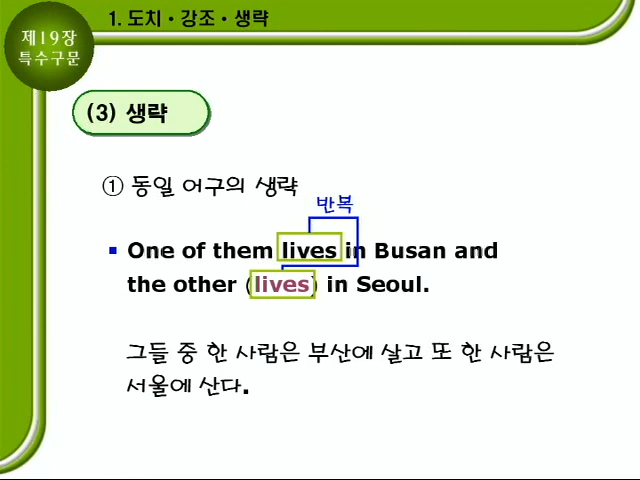 1. 도치·강조·생략
제19장
특수구문
(3) 생략
① 동일 어구의 생략
반복
▪ One of them lives in Busan and
the other (lives) in Seoul.
그들 중 한 사람은 부산에 살고 또 한 사람은
서울에 산다.